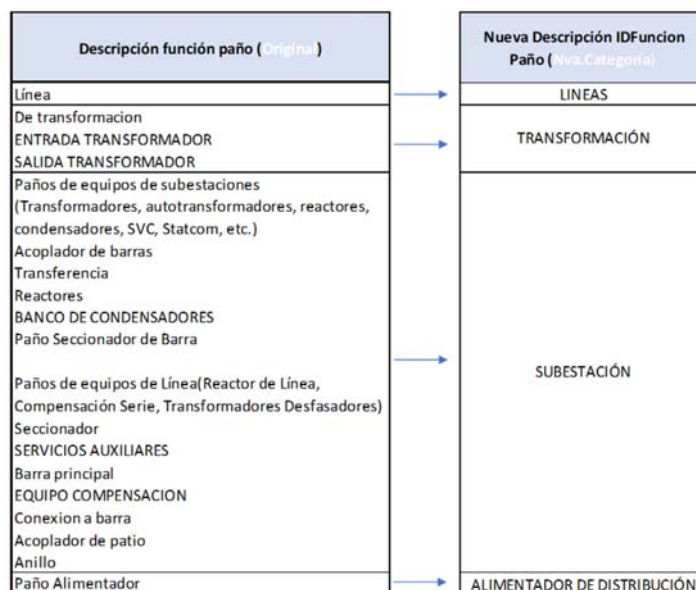 Descripción función paño (Original)
Nueva Descripción IDFuncion
Paño (Nva.Categoría)
Línea
LINEAS
De transformacion
ENTRADA TRANSFORMADOR
SALIDA TRANSFORMADOR
TRANSFORMACIÓN
Paños de equipos de subestaciones
(Transformadores, autotransformadores, reactores,
condensadores, SVC, Statcom, etc.)
Acoplador de barras
Transferencia
Reactores
BANCO DE CONDENSADORES
Paño Seccionador de Barra
Paños de equipos de Línea(Reactor de Línea,
Compensación Serie, Transformadores Desfasadores)
Seccionador
SERVICIOS AUXILIARES
Barra principal
EQUIPO COMPENSACION
Conexion a barra
Acoplador de patio
Anillo
SUBESTACIÓN
Paño Alimentador
ALIMENTADOR DE DISTRIBUCIÓN